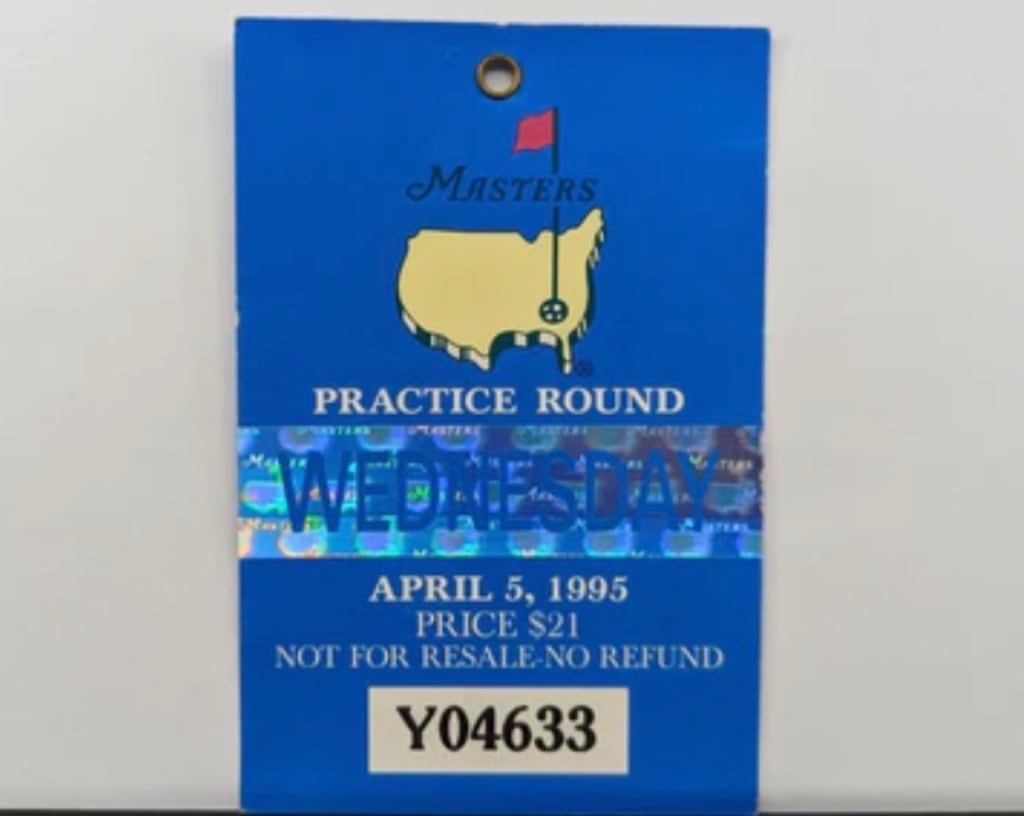 MASTERS
®
PRACTICE ROUND
WEDNESDAY
APRIL 5, 1995
PRICE $21
NOT FOR RESALE-NO REFUND
Y04633